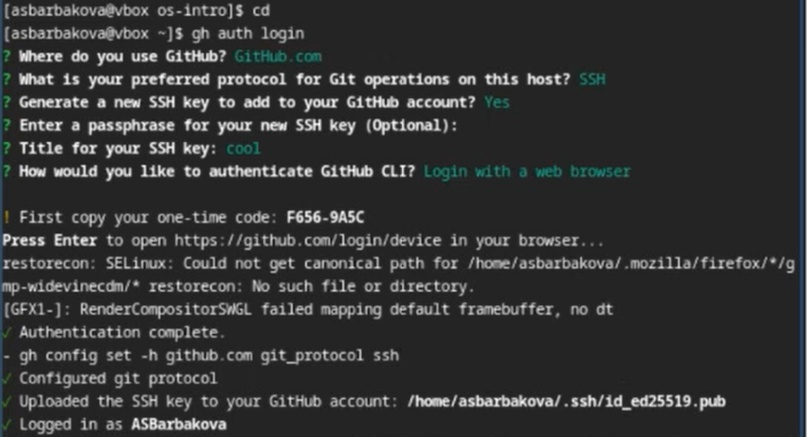 [asbarbakova@vbox os-intro]$ cd
[asbarbakova@vbox ~]$ gh auth login
? Where do you use GitHub? GitHub.com
? What is your preferred protocol for Git operations on this host? SSH
? Generate a new SSH key to add to your GitHub account? Yes
? Enter a passphrase for your new SSH key (Optional):
? Title for your SSH key: cool
? How would you like to authenticate GitHub CLI? Login with a web browser
! First copy your one-time code: F656-9A5C
Press Enter to open https://github.com/login/device in your browser...
restorecon: SELinux: Could not get canonical path for /home/asbarbakova/.mozilla/firefox/*/g
mp-widevinecdm/* restorecon: No such file or directory.
[GFX1-]: RenderCompositorSWGL failed mapping default framebuffer, no dt
✓ Authentication complete.
- gh config set -h github.com git_protocol ssh
✓ Configured git protocol
✓ Uploaded the SSH key to your GitHub account: /home/asbarbakova/.ssh/id_ed25519.pub
✓ Logged in as ASBarbakova